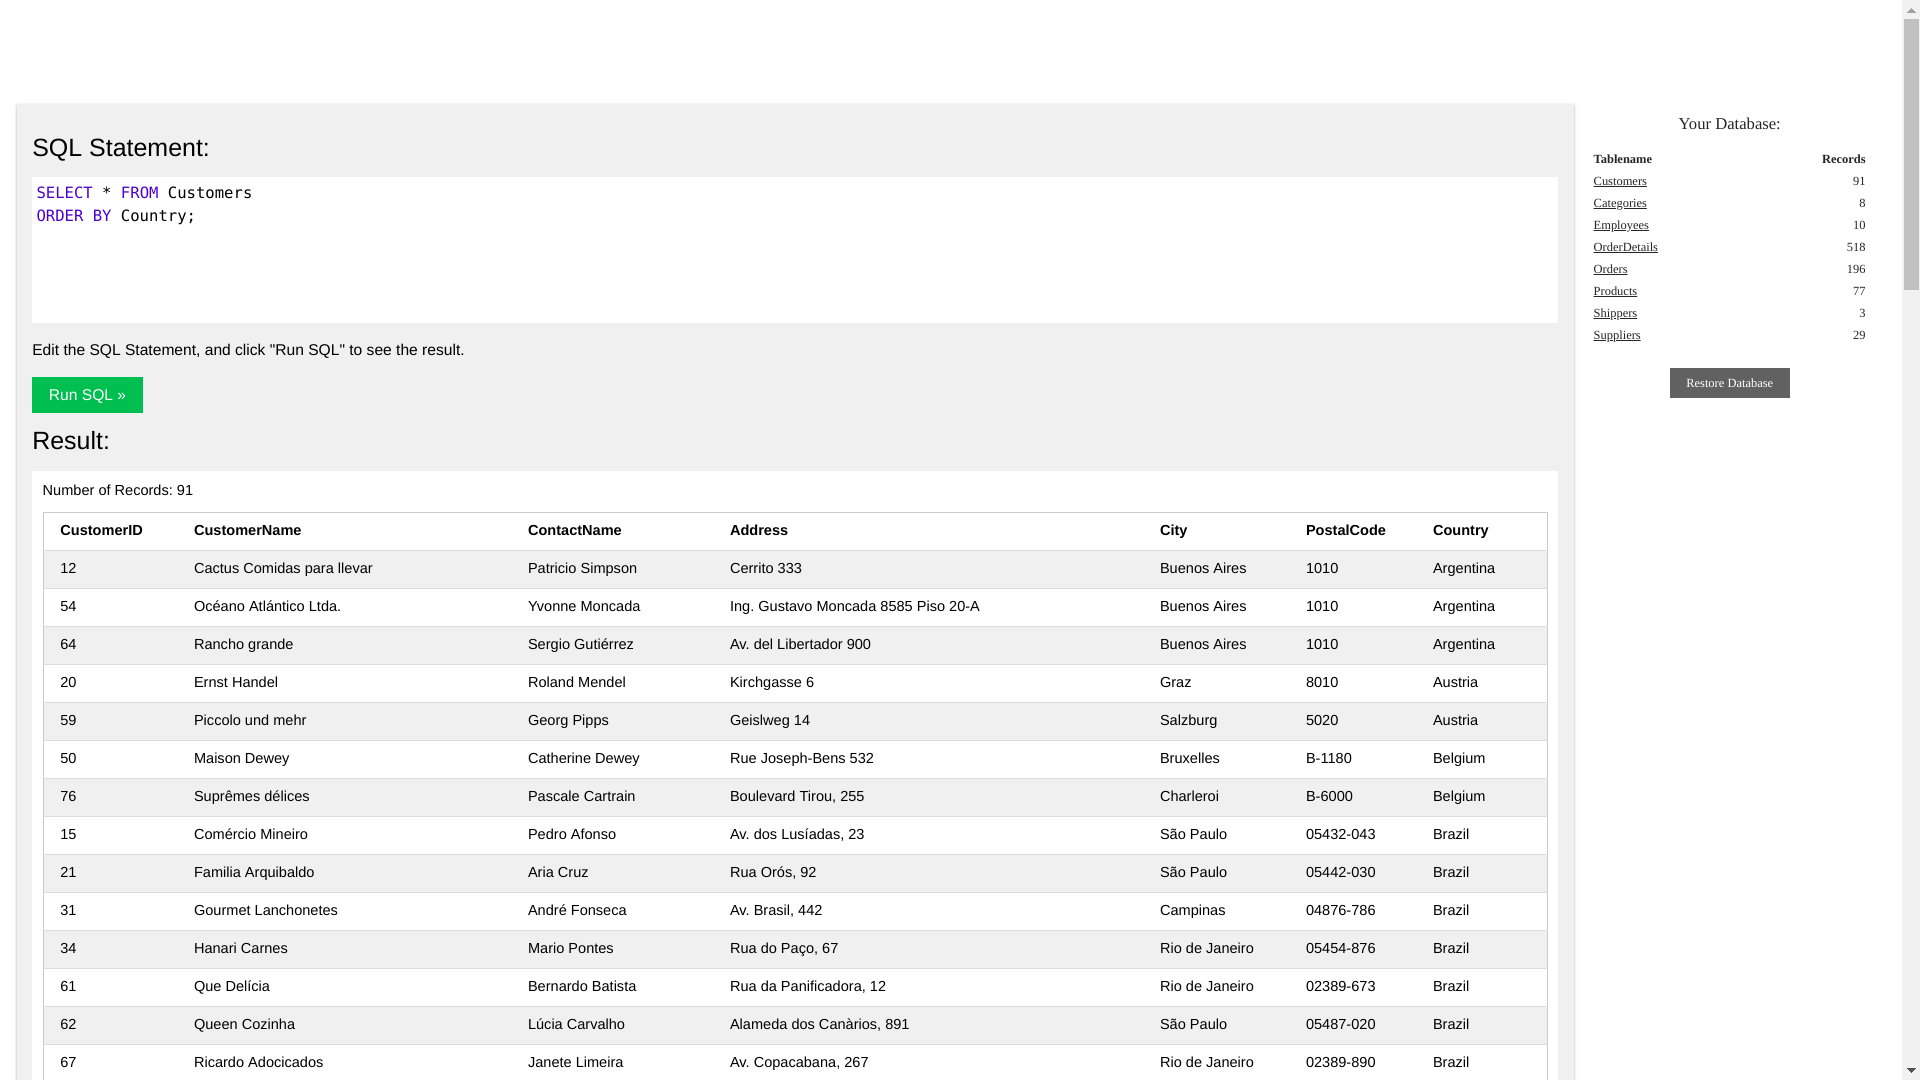 SQL Statement:
SELECT * FROM Customers
ORDER BY Country;
Edit the SQL Statement, and click "Run SQL" to see the result.
Run SQL »
Result:
Number of Records: 91
CustomerID CustomerName ContactName Address City PostalCode Country
12 Cactus Comidas para llevar Patricio Simpson Cerrito 333 Buenos Aires 1010 Argentina
54 Océano Atlántico Ltda. Yvonne Moncada Ing. Gustavo Moncada 8585 Piso 20-A Buenos Aires 1010 Argentina
64 Rancho grande Sergio Gutiérrez Av. del Libertador 900 Buenos Aires 1010 Argentina
20 Ernst Handel Roland Mendel Kirchgasse 6 Graz 8010 Austria
59 Piccolo und mehr Georg Pipps Geislweg 14 Salzburg 5020 Austria
50 Maison Dewey Catherine Dewey Rue Joseph-Bens 532 Bruxelles B-1180 Belgium
76 Suprêmes délices Pascale Cartrain Boulevard Tirou, 255 Charleroi B-6000 Belgium
15 Comércio Mineiro Pedro Afonso Av. dos Lusíadas, 23 São Paulo 05432-043 Brazil
21 Familia Arquibaldo Aria Cruz Rua Orós, 92 São Paulo 05442-030 Brazil
31 Gourmet Lanchonetes André Fonseca Av. Brasil, 442 Campinas 04876-786 Brazil
34 Hanari Carnes Mario Pontes Rua do Paço, 67 Rio de Janeiro 05454-876 Brazil
61 Que Delícia Bernardo Batista Rua da Panificadora, 12 Rio de Janeiro 02389-673 Brazil
62 Queen Cozinha Lúcia Carvalho Alameda dos Canàrios, 891 São Paulo 05487-020 Brazil
67 Ricardo Adocicados Janete Limeira Av. Copacabana, 267 Rio de Janeiro 02389-890 Brazil
Your Database:
Tablename Records
Customers 91
Categories 8
Employees 10
OrderDetails 518
Orders 196
Products 77
Shippers 3
Suppliers 29
Restore Database